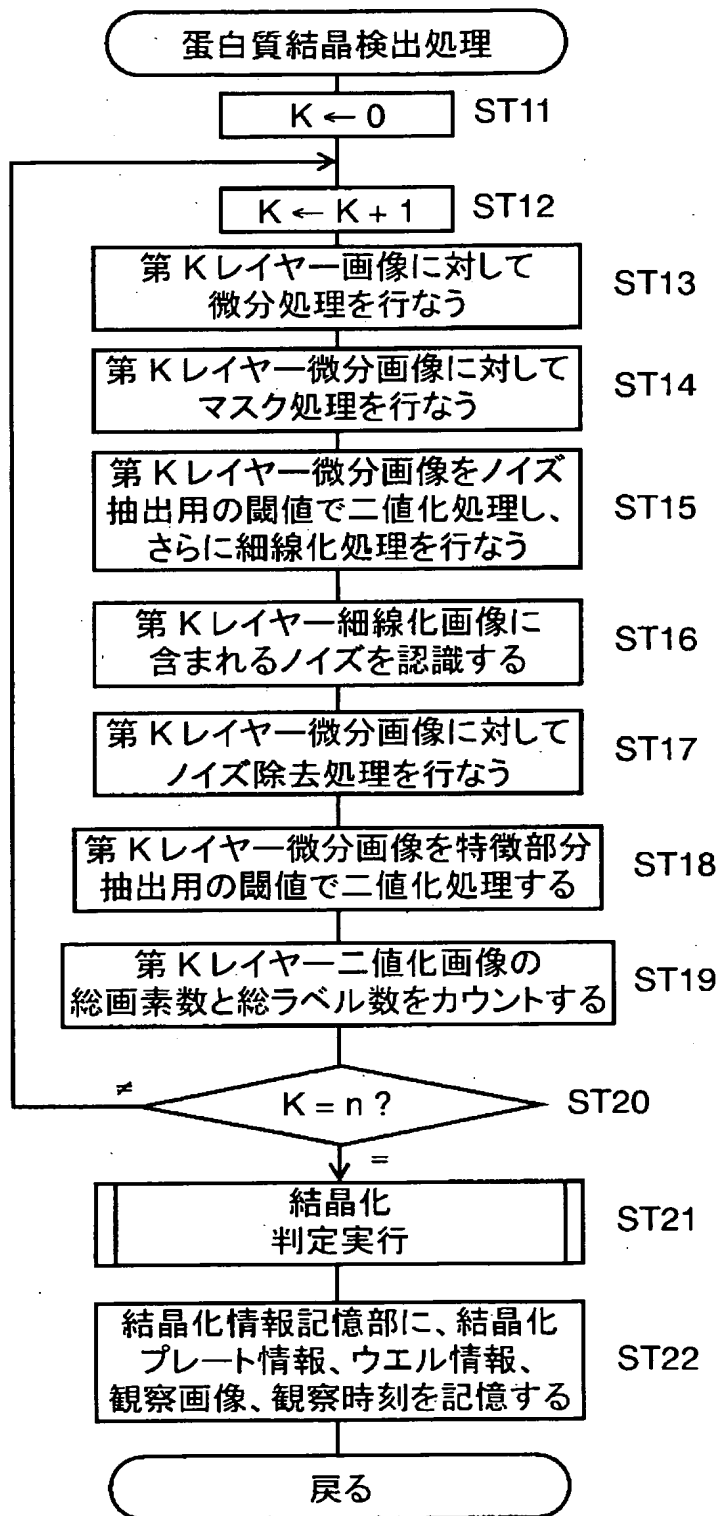 蛋白質結晶検出処理
K ← 0
ST11
K ← K + 1
ST12
第 K レイヤー画像に対して
微分処理を行なう
ST13
第 K レイヤー微分画像に対して
マスク処理を行なう
ST14
第 K レイヤー微分画像をノイズ
抽出用の閾値で二値化処理し、
さらに細線化処理を行なう
ST15
第 K レイヤー細線化画像に
含まれるノイズを認識する
ST16
第 K レイヤー微分画像に対して
ノイズ除去処理を行なう
ST17
第 K レイヤー微分画像を特徴部分
抽出用の閾値で二値化処理する
ST18
第 K レイヤー二値化画像の
総画素数と総ラベル数をカウントする
ST19
≠
K = n ?
ST20
=
結晶化
判定実行
ST21
結晶化情報記憶部に、結晶化
プレート情報、ウエル情報、
観察画像、観察時刻を記憶する
ST22
戻る